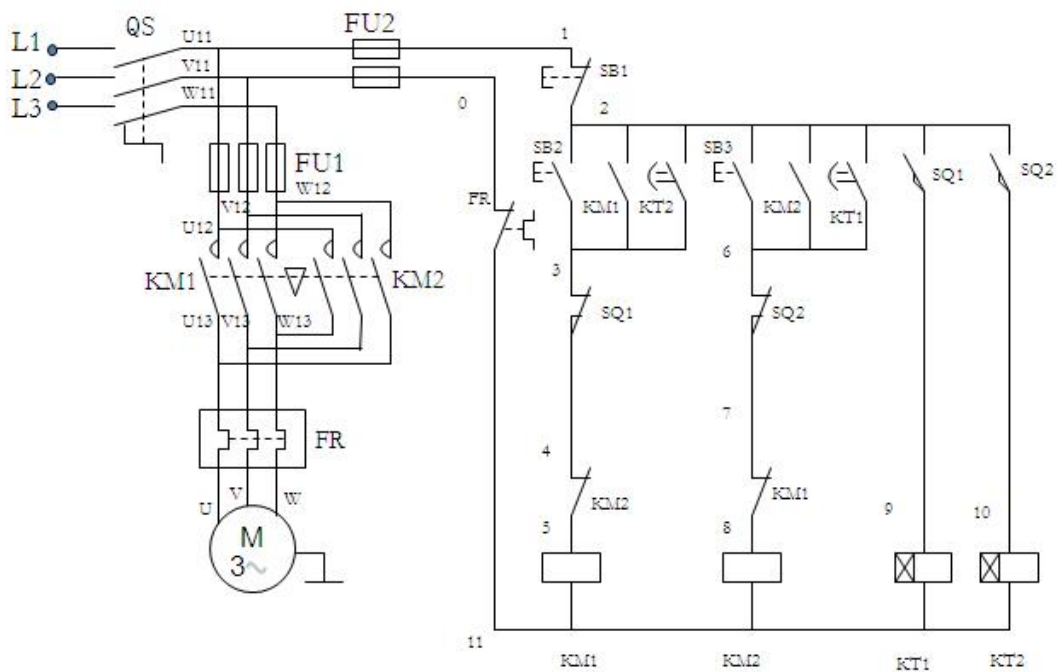 L1
QS
U11
FU2
1
L2
V11
SB1
L3
W11
0
2
FU1
W12
SB2
SB3
SQ1
SQ2
V12
FR
KM1
KT2
KM2
KT1
U12
3
6
KM1
KM2
U13
V13
W13
SQ1
SQ2
7
FR
4
U
V
W
KM2
KM1
9
10
M
3~
5
8
11
KM1
KM2
KT1
KT2